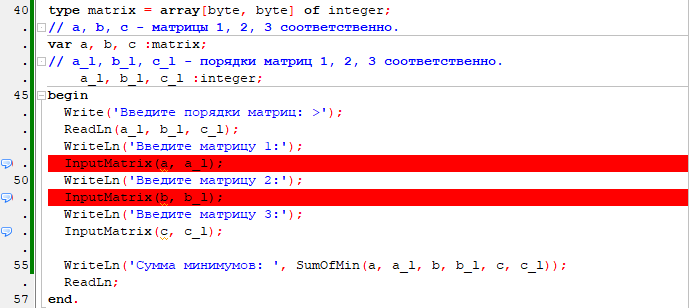 40 type matrix = array[byte, byte] of integer;
. // a, b, c - матрицы 1, 2, 3 соответственно.
. var a, b, c :matrix;
. // a_l, b_l, c_l - порядки матриц 1, 2, 3 соответственно.
. a_l, b_l, c_l :integer;
45 begin
. Write('Введите порядки матриц: >');
. ReadLn(a_l, b_l, c_l);
. WriteLn('Введите матрицу 1:');
. InputMatrix(a, a_l);
50 WriteLn('Введите матрицу 2:');
. InputMatrix(b, b_l);
. WriteLn('Введите матрицу 3:');
. InputMatrix(c, c_l);
.
55 WriteLn('Сумма минимумов: ', SumOfMin(a, a_l, b, b_l, c, c_l));
. ReadLn;
57 end.